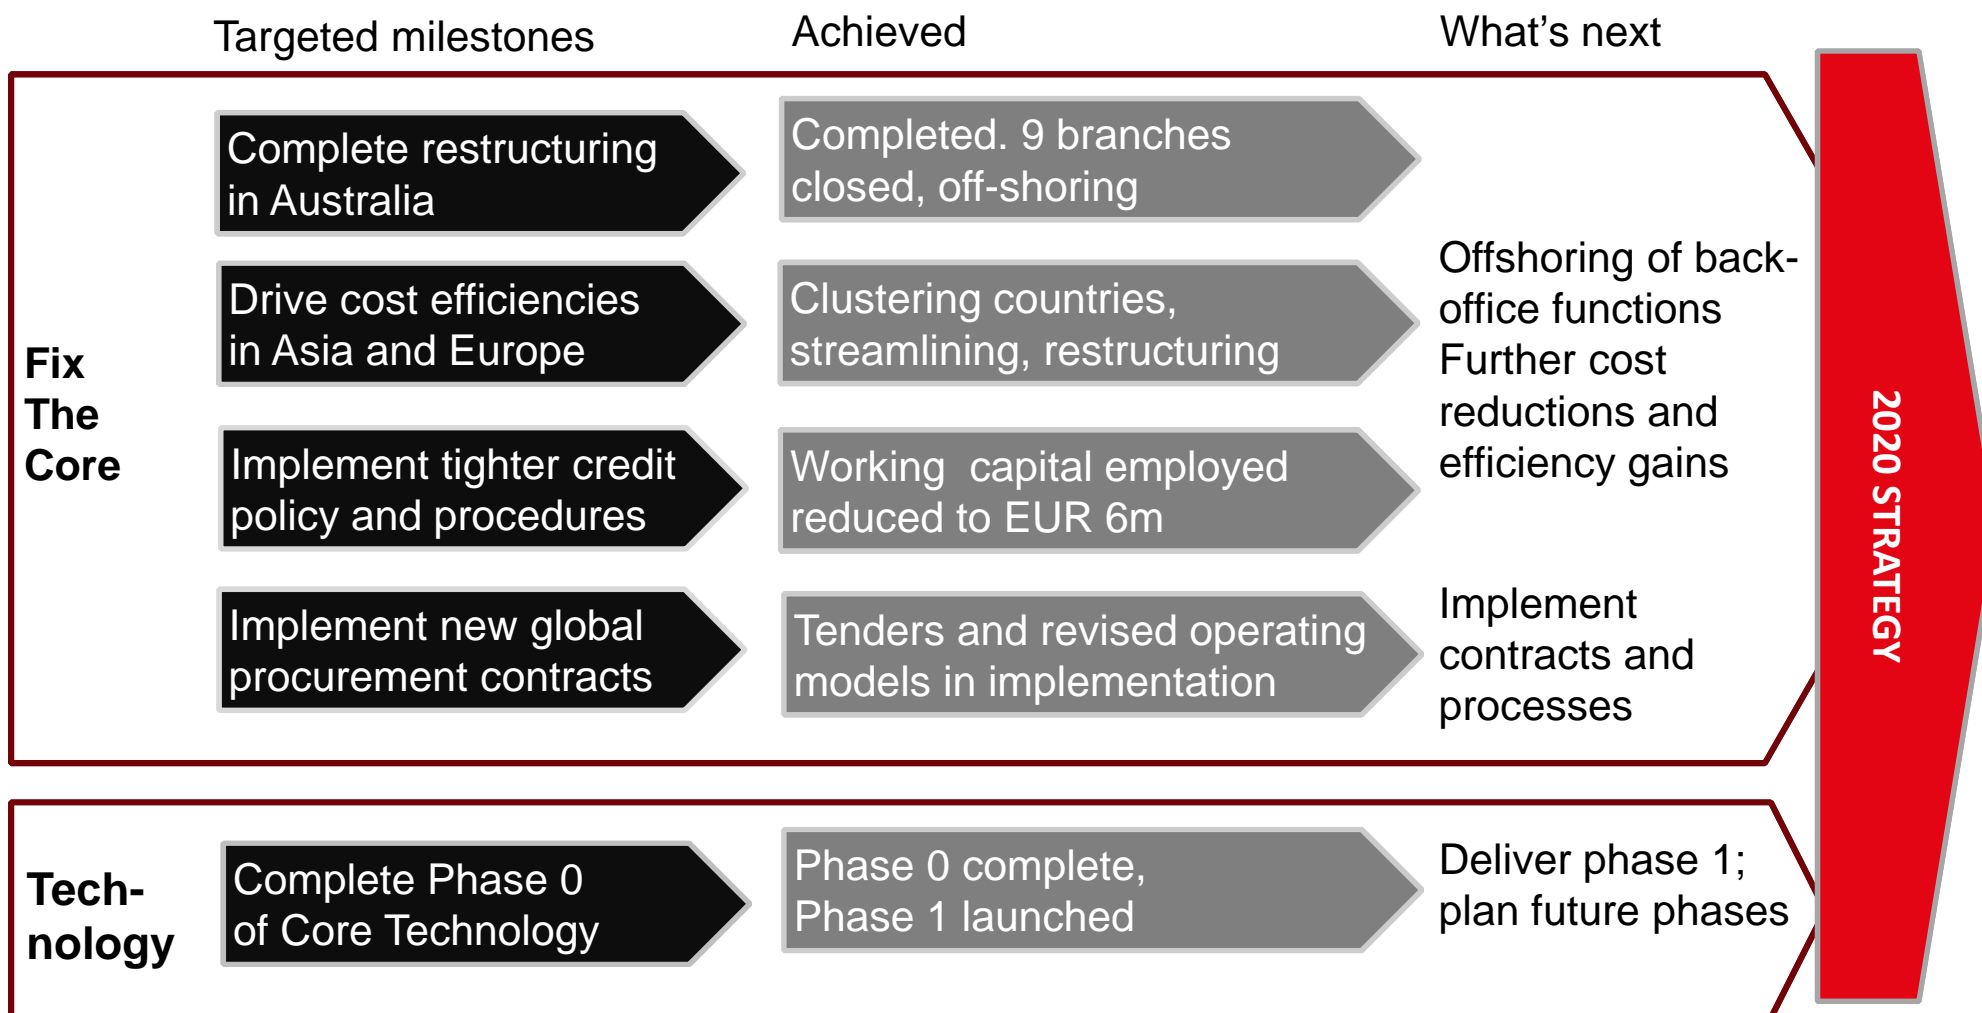 Targeted milestones
Achieved
What's next
Fix
The
Core
Complete restructuring
in Australia
Completed. 9 branches
closed, off-shoring
Drive cost efficiencies
in Asia and Europe
Clustering countries,
streamlining, restructuring
Implement tighter credit
policy and procedures
Working  capital employed
reduced to EUR 6m
Offshoring of back-
office functions
Further cost
reductions and
efficiency gains
Implement new global
procurement contracts
Tenders and revised operating
models in implementation
Implement
contracts and
processes
Tech-
nology
Complete Phase 0
of Core Technology
Phase 0 complete,
Phase 1 launched
Deliver phase 1;
plan future phases
2020 STRATEGY